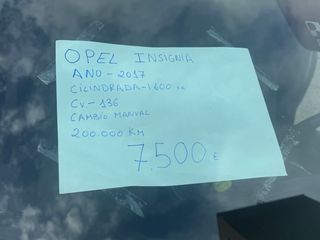 OPEL INSIGNIA
ANO - 2017
CILINDRADA - 1600 cc
CV - 136
CAMBIO MANUAL
200.000 KM
7.500 €